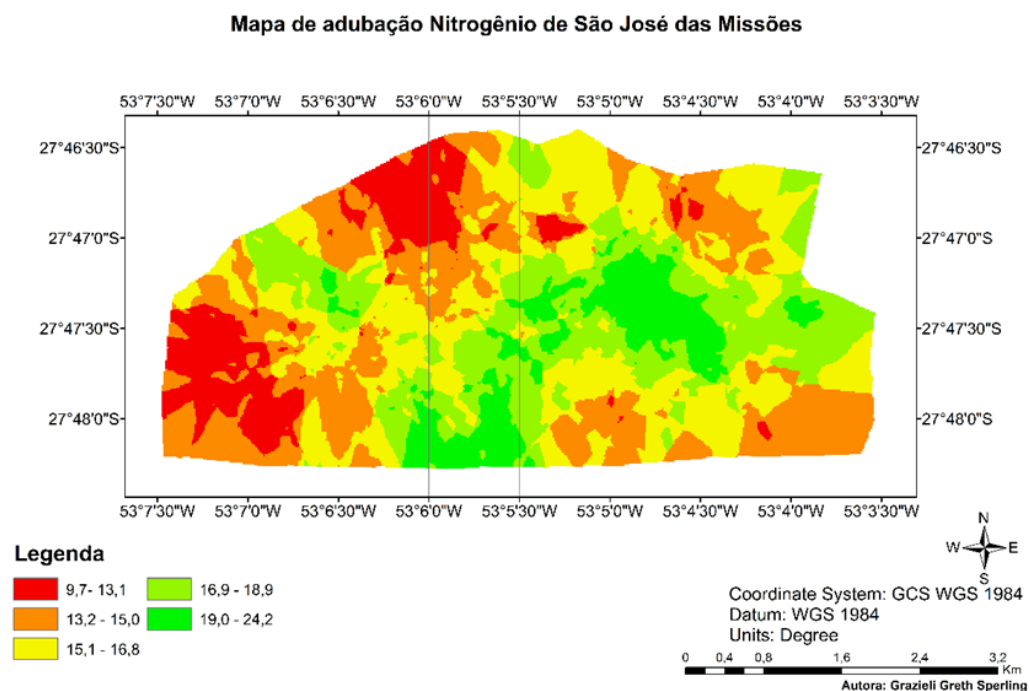 Mapa de adubação Nitrogênio de São José das Missões
53°7'30"W 53°7'0"W 53°6'30"W 53°6'0"W 53°5'30"W 53°5'0"W 53°4'30"W 53°4'0"W 53°3'30"W
27°46'30"S 27°46'30"S
27°47'0"S 27°47'0"S
27°47'30"S 27°47'30"S
27°48'0"S 27°48'0"S
53°7'30"W 53°7'0"W 53°6'30"W 53°6'0"W 53°5'30"W 53°5'0"W 53°4'30"W 53°4'0"W 53°3'30"W
N
W E
S
Legenda
9,7- 13,1 16,9 - 18,9
13,2 - 15,0 19,0 - 24,2
15,1 - 16,8
Coordinate System: GCS WGS 1984
Datum: WGS 1984
Units: Degree
0 0,4 0,8 1,6 2,4 3,2
Km
Autora: Grazieli Greth Sperling